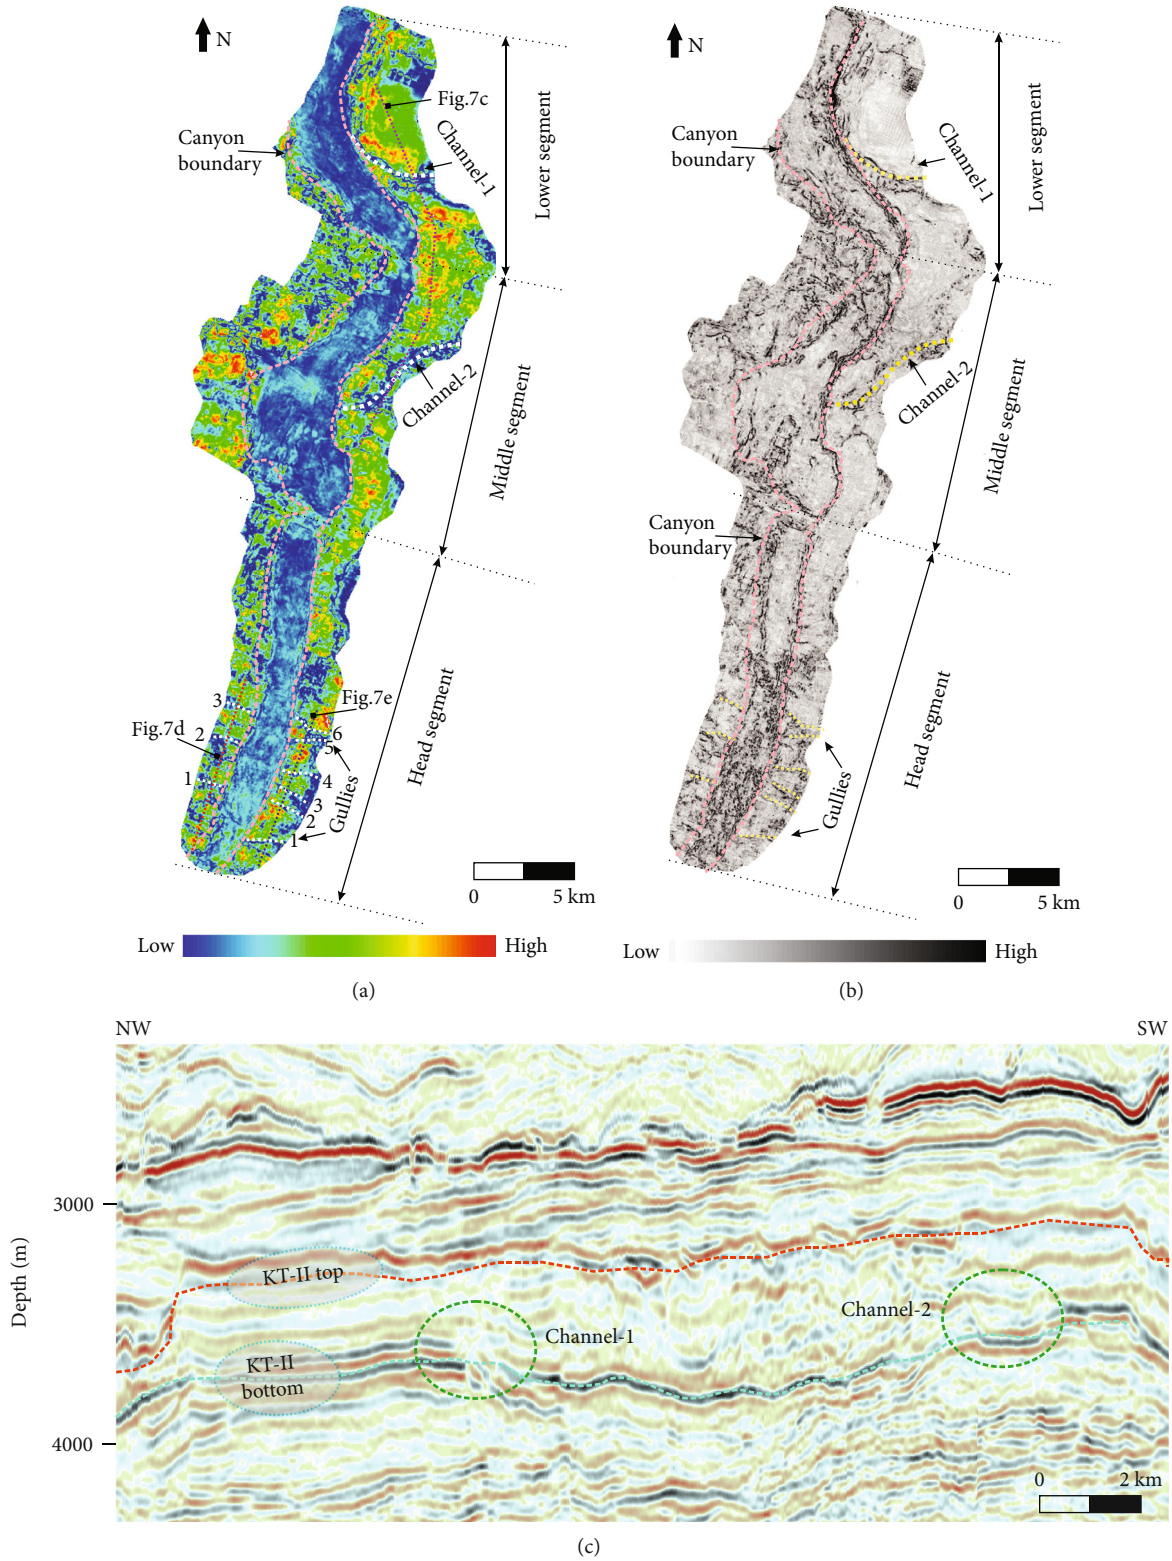 N
Fig.7c
Canyon
boundary
Channel-1
Lower segment
Channel-2
Middle segment
3
Fig.7e
Fig.7d
2
1
6
5
4
3
2
1
Gullies
Head segment
0
5 km
Low
High
(a)
N
Canyon
boundary
Channel-1
Lower segment
Channel-2
Middle segment
Canyon
boundary
Gullies
Head segment
0
5 km
Low
High
(b)
NW
SW
Depth (m)
3000
4000
KT-II top
KT-II
bottom
Channel-1
Channel-2
0
2 km
(c)